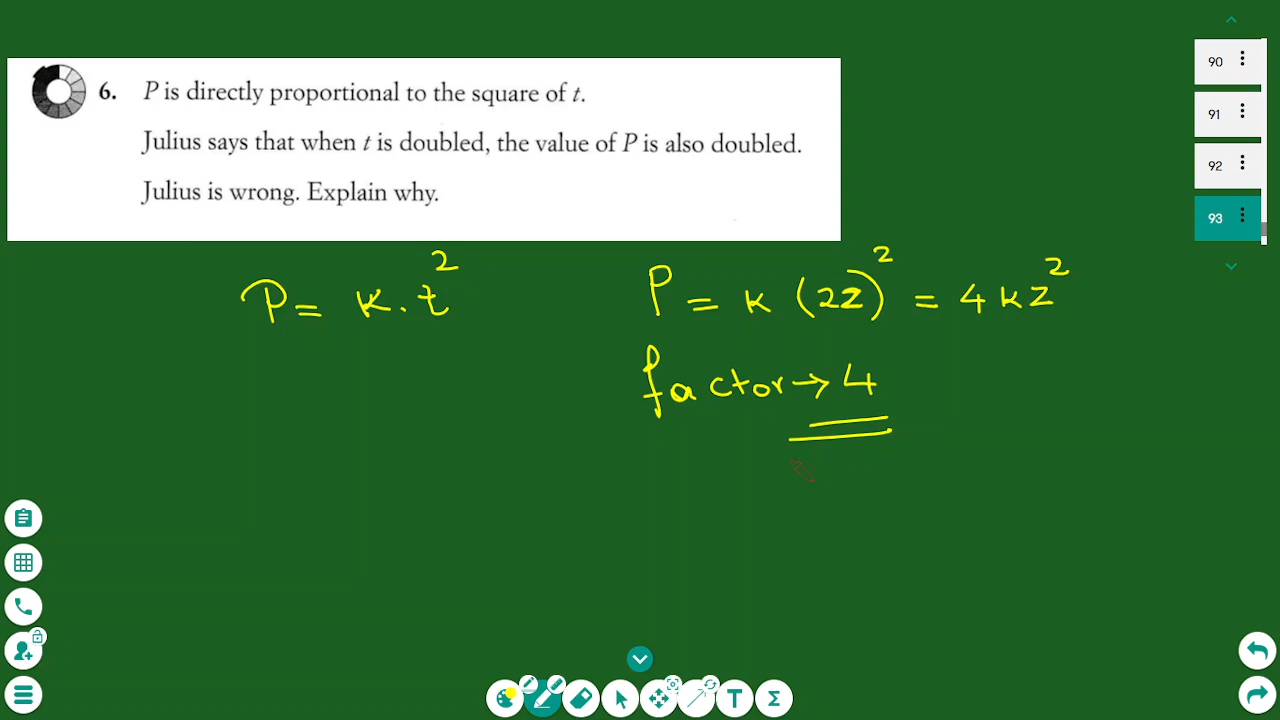 6. P is directly proportional to the square of t.
Julius says that when t is doubled, the value of P is also doubled.
Julius is wrong. Explain why.
P = k . t²
P = k (2z)² = 4kz²
factor → 4
90
91
92
93
T
Σ